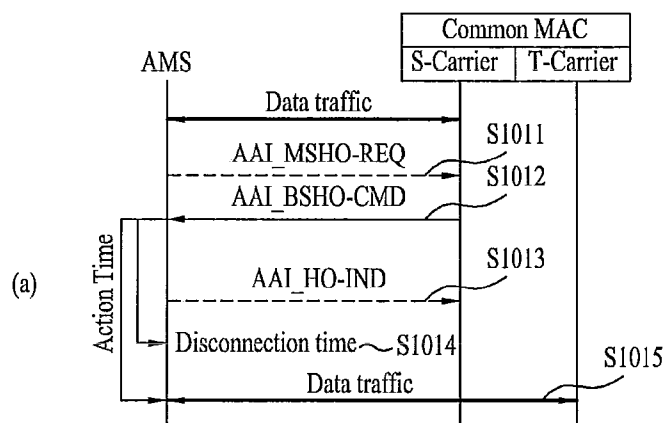 Common MAC
AMS
S-Carrier
T-Carrier
Data traffic
S1011
AAI_MSHO-REQ
S1012
AAI_BSHO-CMD
S1013
(a)
Action Time
AAI_HO-IND
Disconnection time
S1014
S1015
Data traffic